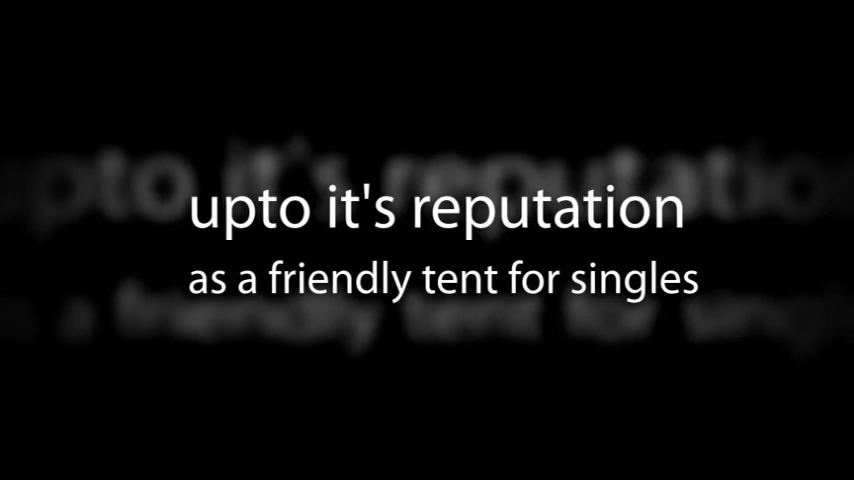 upto it's reputation
as a friendly tent for singles